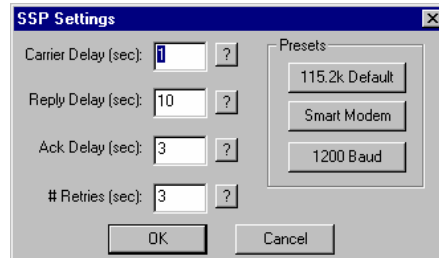 SSP Settings
Carrier Delay (sec): 1 ?
Reply Delay (sec): 10 ?
Ack Delay (sec): 3 ?
# Retries (sec): 3 ?
Presets
115.2k Default
Smart Modem
1200 Baud
OK Cancel